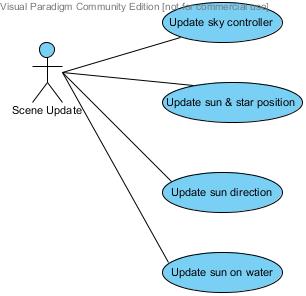 Visual Paradigm Community Edition [not for commercial use]
Update sky controller
Update sun & star position
Scene Update
Update sun direction
Update sun on water